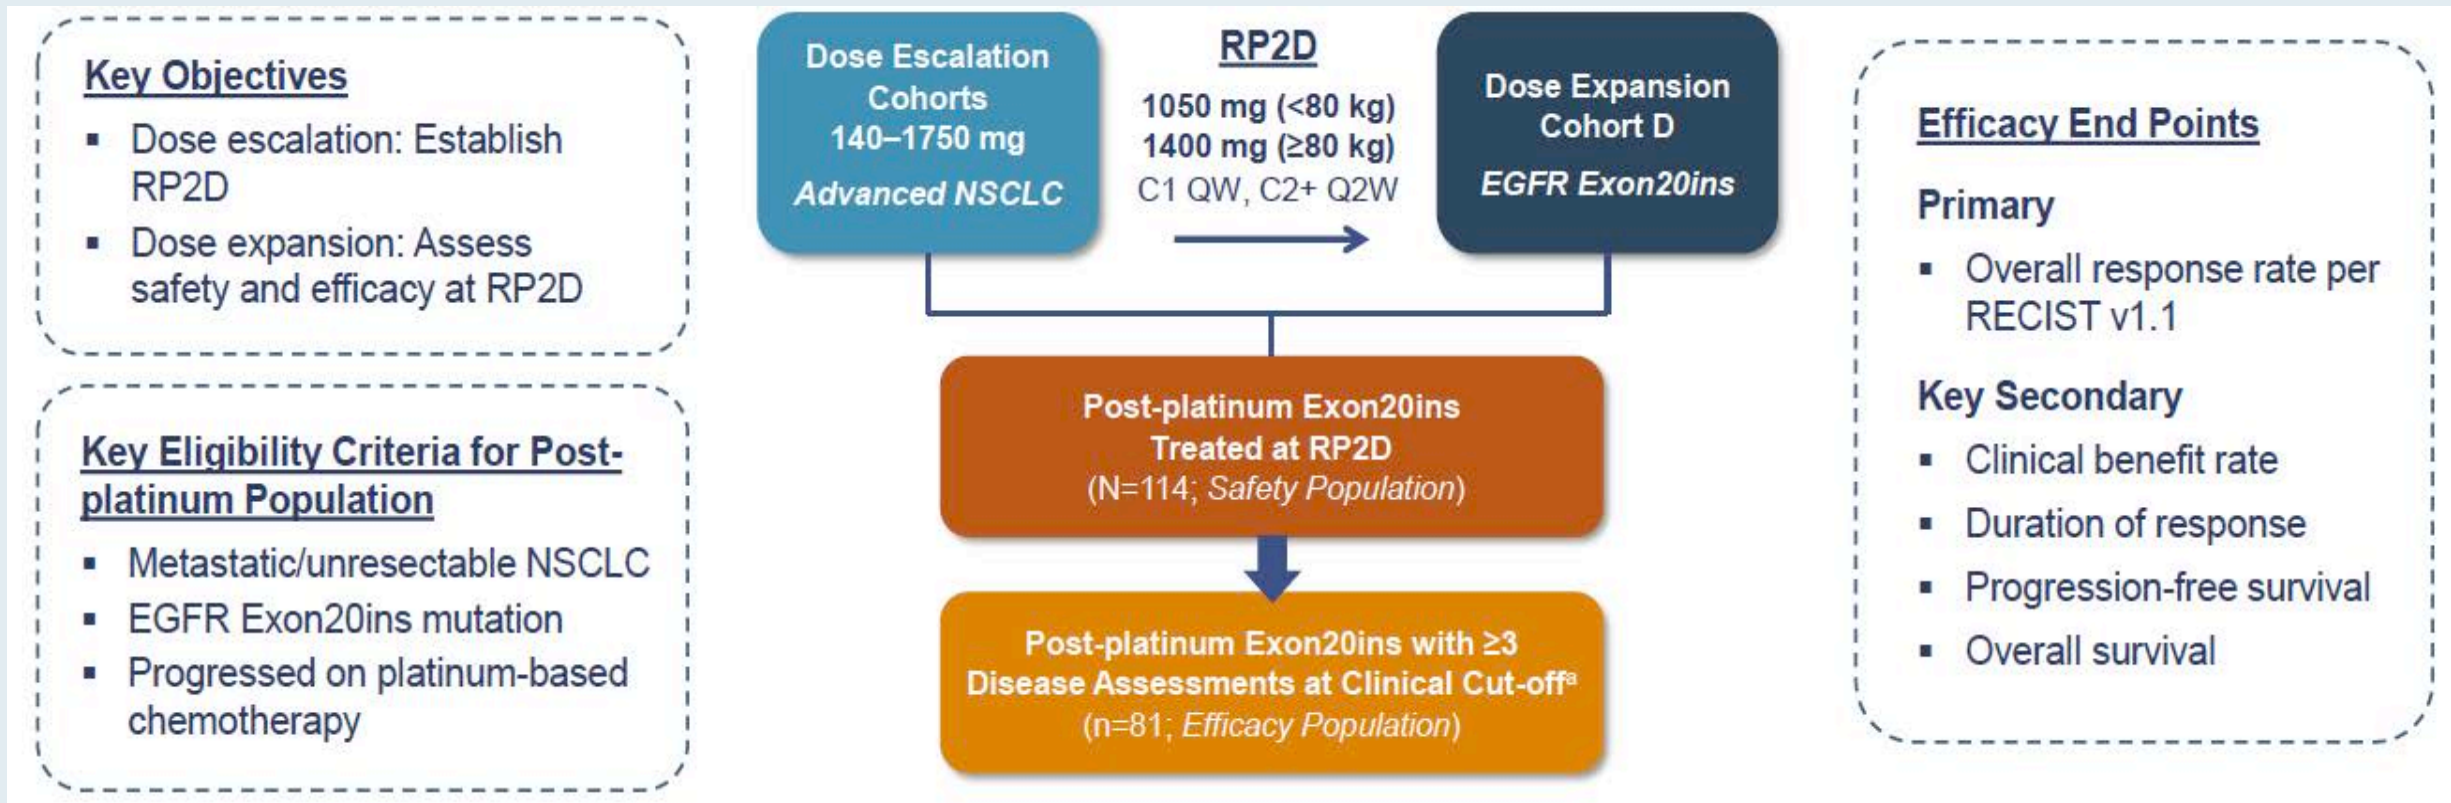 Key Objectives
▪ Dose escalation: Establish
RP2D
▪ Dose expansion: Assess
safety and efficacy at RP2D
Key Eligibility Criteria for Post-
platinum Population
▪ Metastatic/unresectable NSCLC
▪ EGFR Exon20ins mutation
▪ Progressed on platinum-based
chemotherapy
Dose Escalation
Cohorts
140–1750 mg
Advanced NSCLC
RP2D
1050 mg (<80 kg)
1400 mg (≥80 kg)
C1 QW, C2+ Q2W
Dose Expansion
Cohort D
EGFR Exon20ins
Post-platinum Exon20ins
Treated at RP2D
(N=114; Safety Population)
Post-platinum Exon20ins with ≥3
Disease Assessments at Clinical Cut-offᵃ
(n=81; Efficacy Population)
Efficacy End Points
Primary
▪ Overall response rate per
RECIST v1.1
Key Secondary
▪ Clinical benefit rate
▪ Duration of response
▪ Progression-free survival
▪ Overall survival